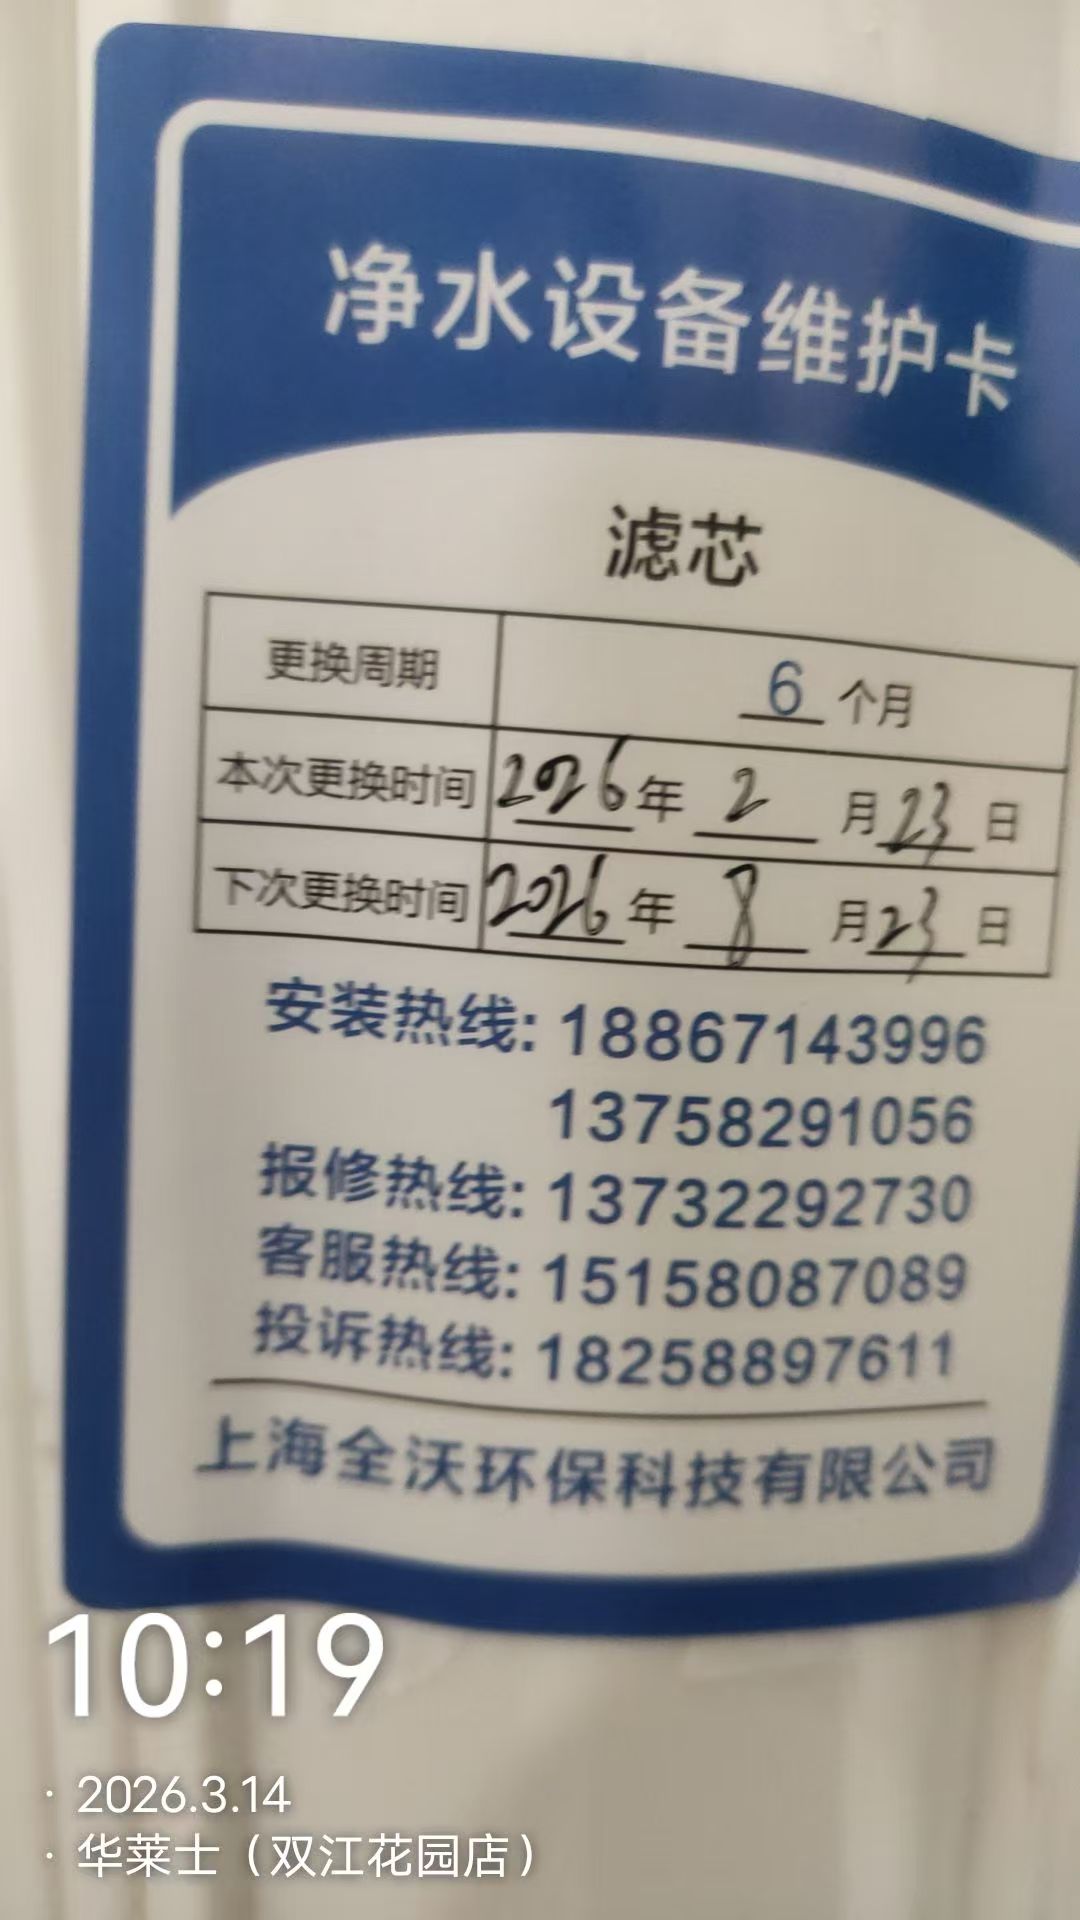 净水设备维护卡
滤芯
更换周期 6 个月
本次更换时间 2026年 2 月 23 日
下次更换时间 2026年 8 月 23 日
安装热线: 18867143996
13758291056
报修热线: 13732292730
客服热线: 15158087089
投诉热线: 18258897611
上海全沃环保科技有限公司
10:19
· 2026.3.14
· 华莱士（双江花园店）